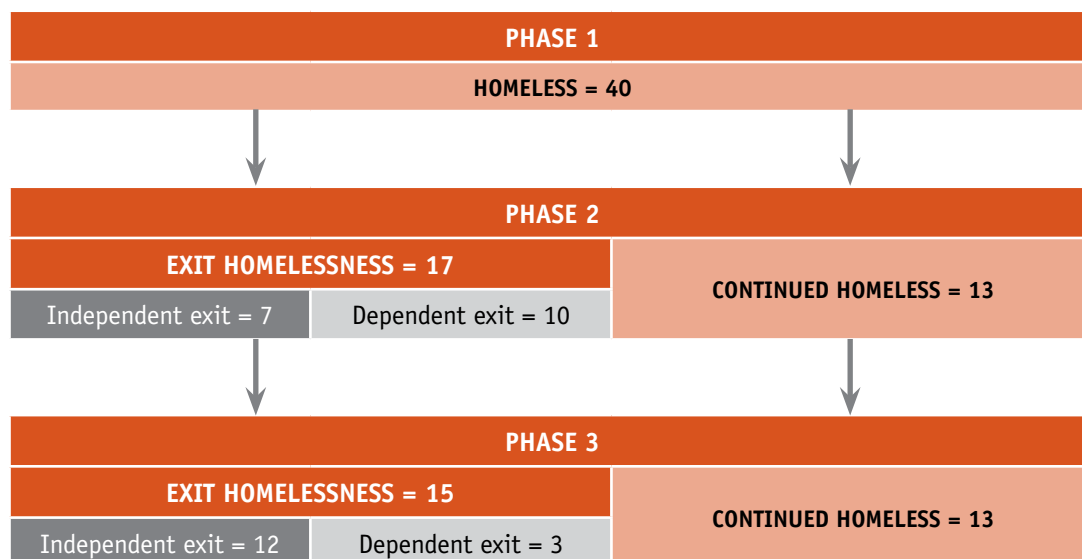 PHASE 1
HOMELESS = 40
PHASE 2
EXIT HOMELESSNESS = 17
CONTINUED HOMELESS = 13
Independent exit = 7
Dependent exit = 10
PHASE 3
EXIT HOMELESSNESS = 15
CONTINUED HOMELESS = 13
Independent exit = 12
Dependent exit = 3